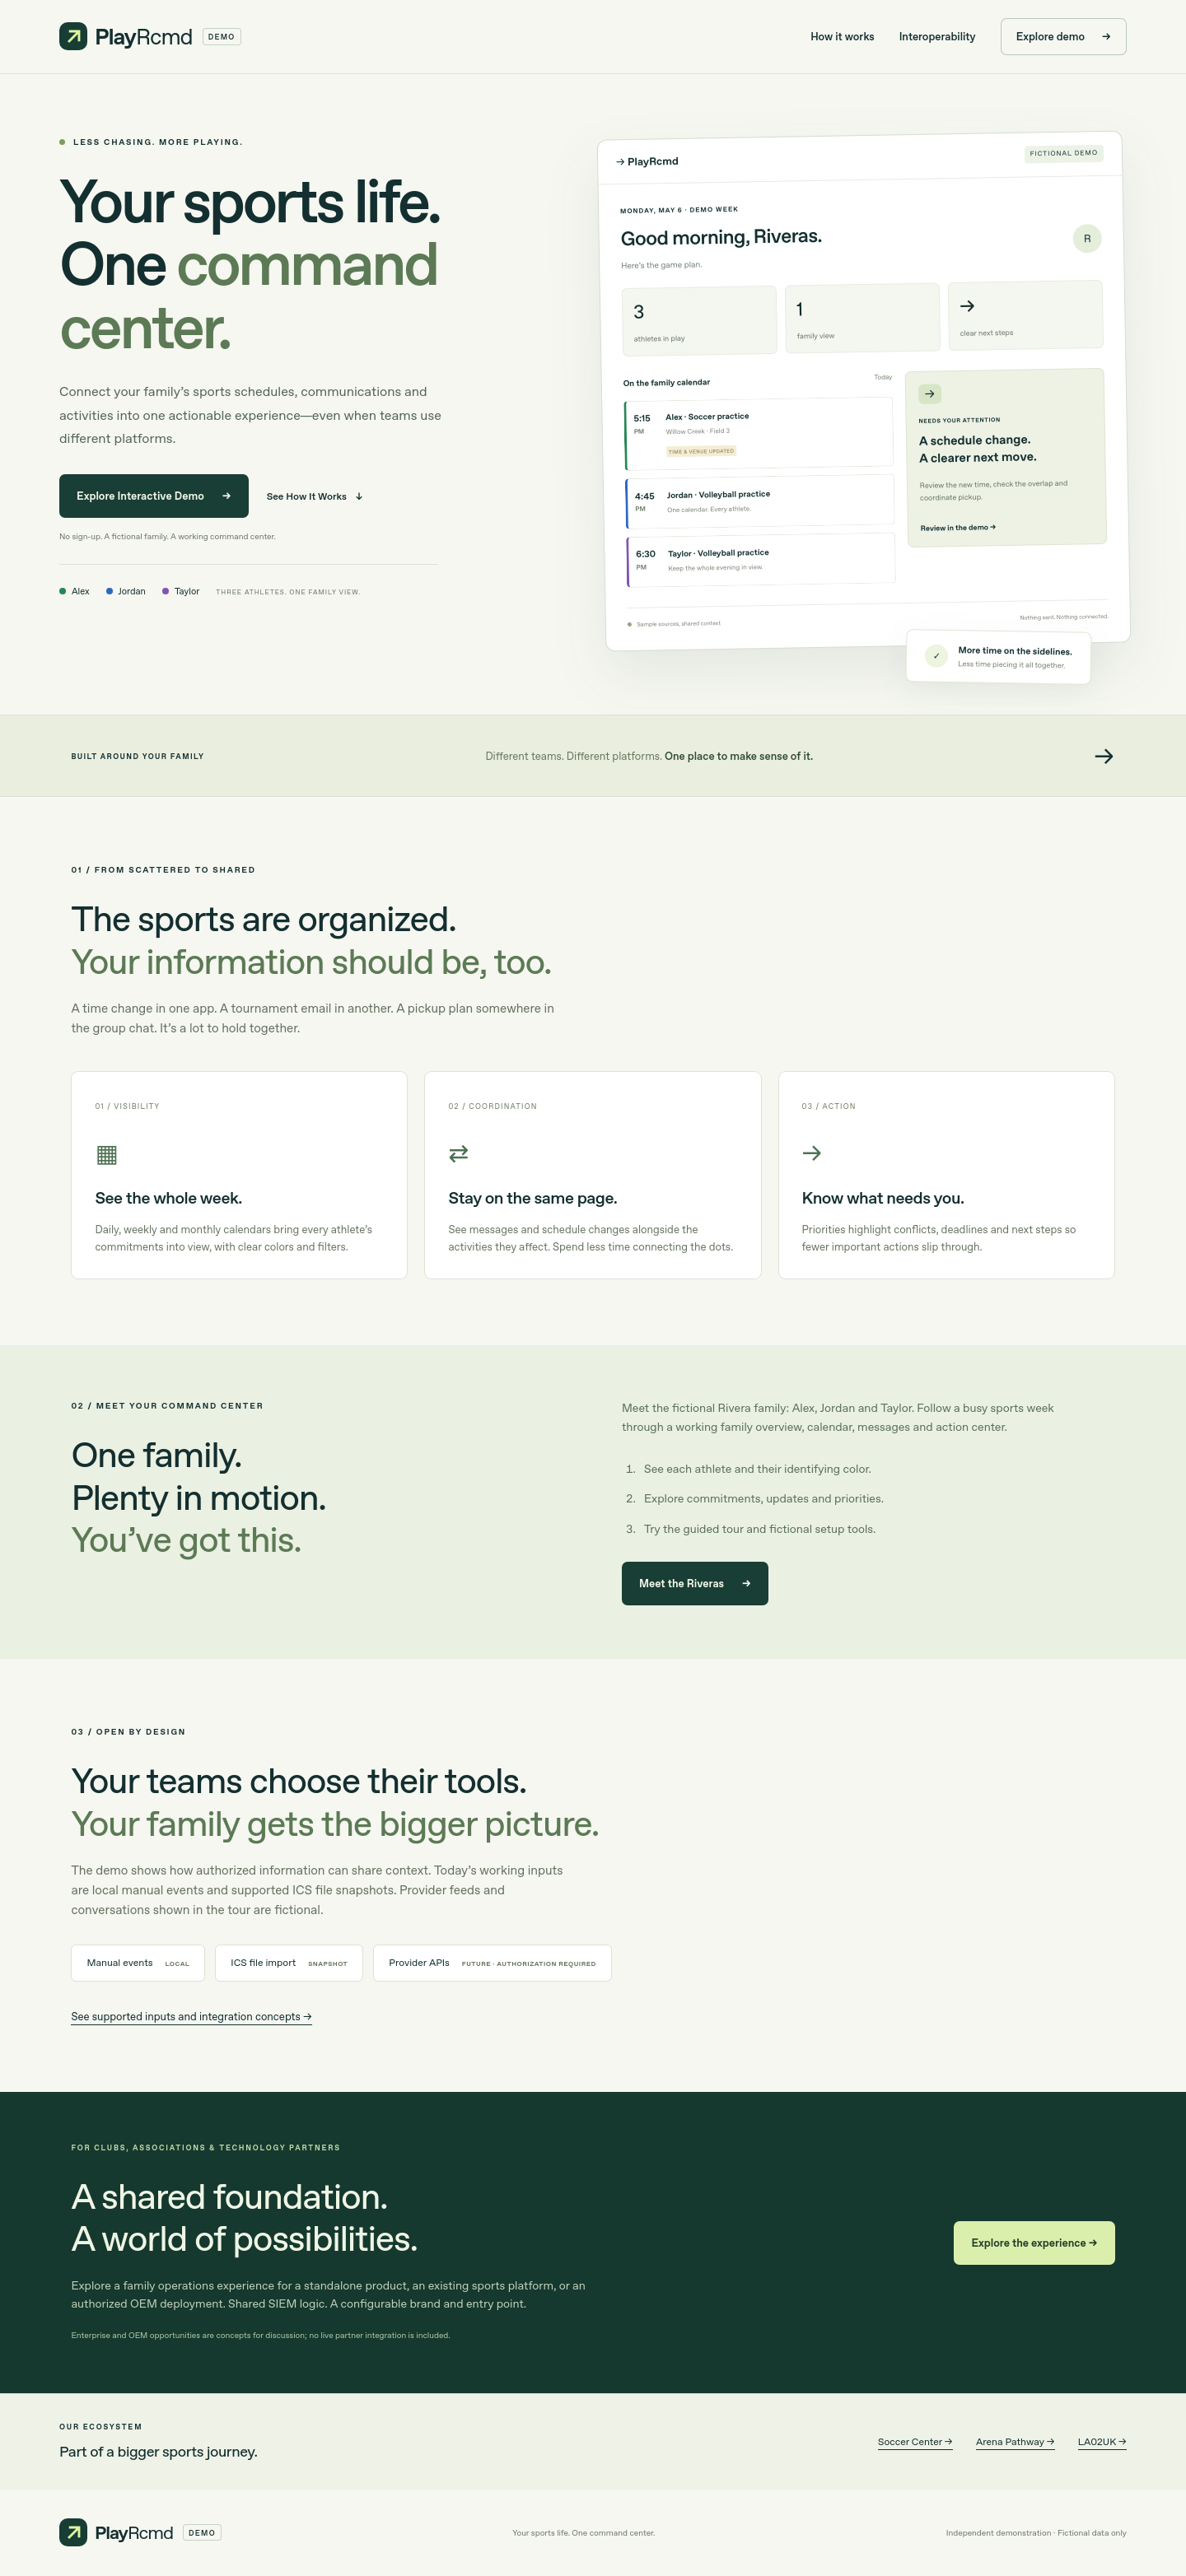 PlayRcmd DEMO
How it works
Interoperability
Explore demo →
LESS CHASING. MORE PLAYING.
Your sports life.
One command
center.
Connect your family’s sports schedules, communications and
activities into one actionable experience—even when teams use
different platforms.
Explore Interactive Demo →
See How It Works ↓
No sign-up. A fictional family. A working command center.
Alex
Jordan
Taylor
THREE ATHLETES. ONE FAMILY VIEW.
→ PlayRcmd
FICTIONAL DEMO
MONDAY, MAY 6 · DEMO WEEK
Good morning, Riveras.
R
Here’s the game plan.
3
athletes in play
1
family view
→
clear next steps
On the family calendar
Today
5:15
PM
Alex · Soccer practice
Willow Creek · Field 3
TIME & VENUE UPDATED
4:45
PM
Jordan · Volleyball practice
One calendar. Every athlete.
6:30
PM
Taylor · Volleyball practice
Keep the whole evening in view.
→
NEEDS YOUR ATTENTION
A schedule change.
A clearer next move.
Review the new time, check the overlap and
coordinate pickup.
Review in the demo →
Sample sources, shared context
Nothing sent. Nothing connected.
✓
More time on the sidelines.
Less time piecing it all together.
BUILT AROUND YOUR FAMILY
Different teams. Different platforms. One place to make sense of it.
→
01 / FROM SCATTERED TO SHARED
The sports are organized.
Your information should be, too.
A time change in one app. A tournament email in another. A pickup plan somewhere in
the group chat. It’s a lot to hold together.
01 / VISIBILITY
▦
See the whole week.
Daily, weekly and monthly calendars bring every athlete’s
commitments into view, with clear colors and filters.
02 / COORDINATION
⇄
Stay on the same page.
See messages and schedule changes alongside the
activities they affect. Spend less time connecting the dots.
03 / ACTION
→
Know what needs you.
Priorities highlight conflicts, deadlines and next steps so
fewer important actions slip through.
02 / MEET YOUR COMMAND CENTER
One family.
Plenty in motion.
You’ve got this.
Meet the fictional Rivera family: Alex, Jordan and Taylor. Follow a busy sports week
through a working family overview, calendar, messages and action center.
1. See each athlete and their identifying color.
2. Explore commitments, updates and priorities.
3. Try the guided tour and fictional setup tools.
Meet the Riveras →
03 / OPEN BY DESIGN
Your teams choose their tools.
Your family gets the bigger picture.
The demo shows how authorized information can share context. Today’s working inputs
are local manual events and supported ICS file snapshots. Provider feeds and
conversations shown in the tour are fictional.
Manual events LOCAL
ICS file import SNAPSHOT
Provider APIs FUTURE · AUTHORIZATION REQUIRED
See supported inputs and integration concepts →
FOR CLUBS, ASSOCIATIONS & TECHNOLOGY PARTNERS
A shared foundation.
A world of possibilities.
Explore a family operations experience for a standalone product, an existing sports platform, or an
authorized OEM deployment. Shared SIEM logic. A configurable brand and entry point.
Enterprise and OEM opportunities are concepts for discussion; no live partner integration is included.
Explore the experience →
OUR ECOSYSTEM
Part of a bigger sports journey.
Soccer Center →
Arena Pathway →
LA02UK →
PlayRcmd DEMO
Your sports life. One command center.
Independent demonstration · Fictional data only